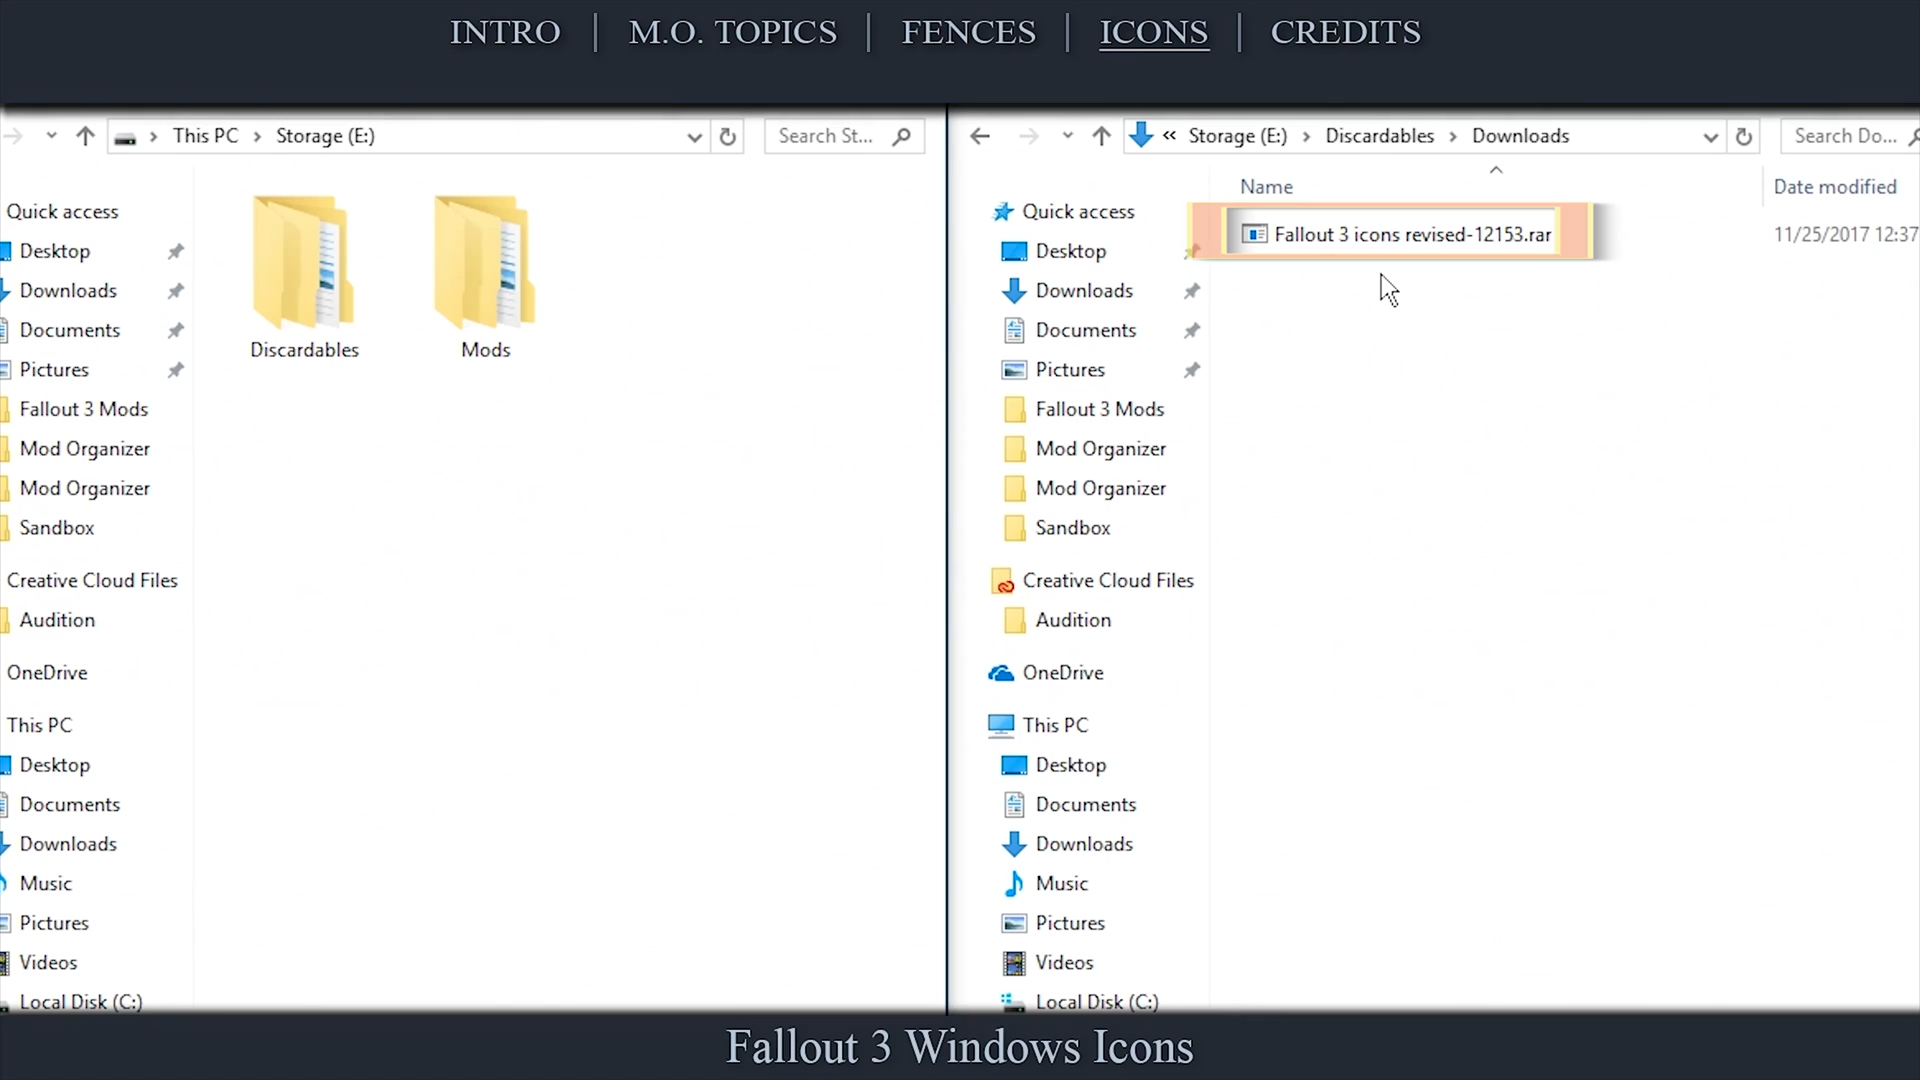 INTRO | M.O. TOPICS | FENCES | ICONS | CREDITS
This PC > Storage (E:)
Search St...
Quick access
Desktop
Downloads
Documents
Pictures
Fallout 3 Mods
Mod Organizer
Mod Organizer
Sandbox
Creative Cloud Files
Audition
OneDrive
This PC
Desktop
Documents
Downloads
Music
Pictures
Videos
Local Disk (C:)
Discardables
Mods
« Storage (E:) > Discardables > Downloads
Search Do...
Quick access
Desktop
Downloads
Documents
Pictures
Fallout 3 Mods
Mod Organizer
Mod Organizer
Sandbox
Creative Cloud Files
Audition
OneDrive
This PC
Desktop
Documents
Downloads
Music
Pictures
Videos
Local Disk (C:)
Name
Date modified
Fallout 3 icons revised-12153.rar
11/25/2017 12:37
Fallout 3 Windows Icons